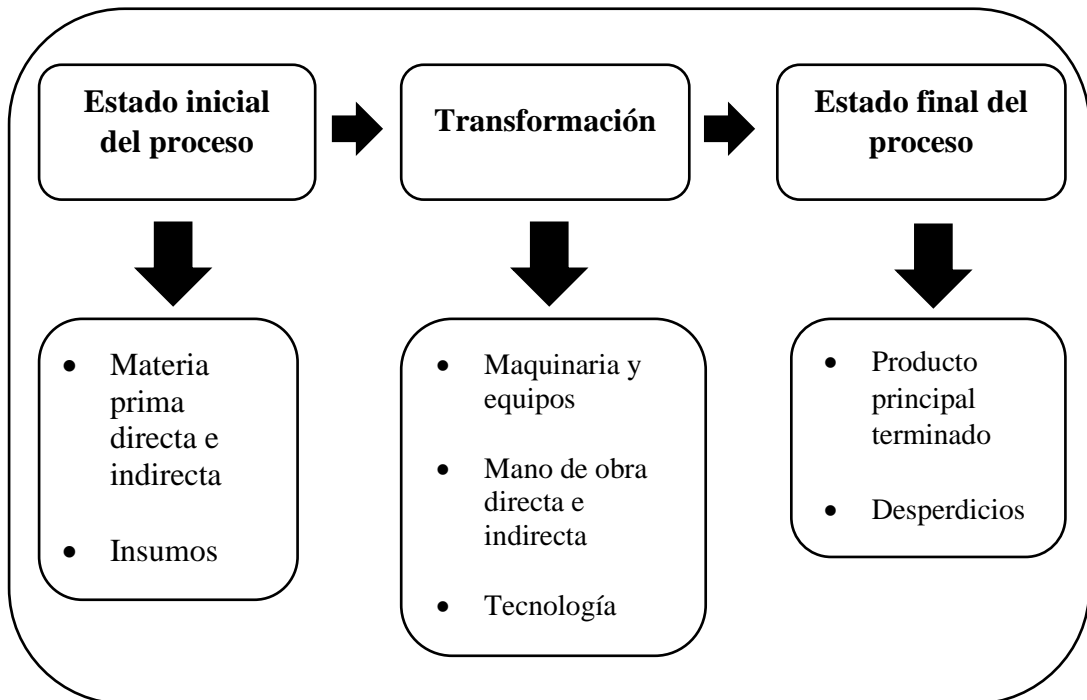 Estado inicial
del proceso
Transformación
Estado final del
proceso
• Materia
prima
directa e
indirecta
• Insumos
• Maquinaria y
equipos
• Mano de obra
directa e
indirecta
• Tecnología
• Producto
principal
terminado
• Desperdicios